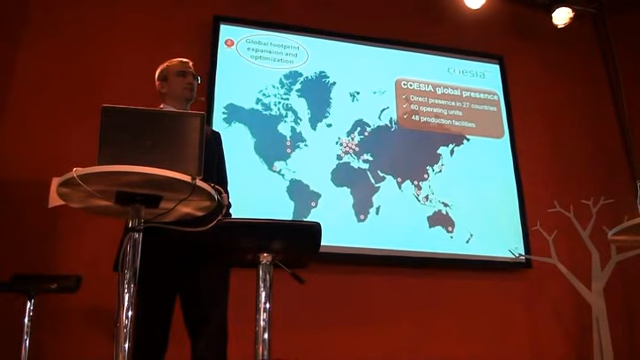 Global footprint
expansion and
optimization
coesia
COESIA global presence
✓ Direct presence in 27 countries
✓ 60 operating units
✓ 48 production facilities